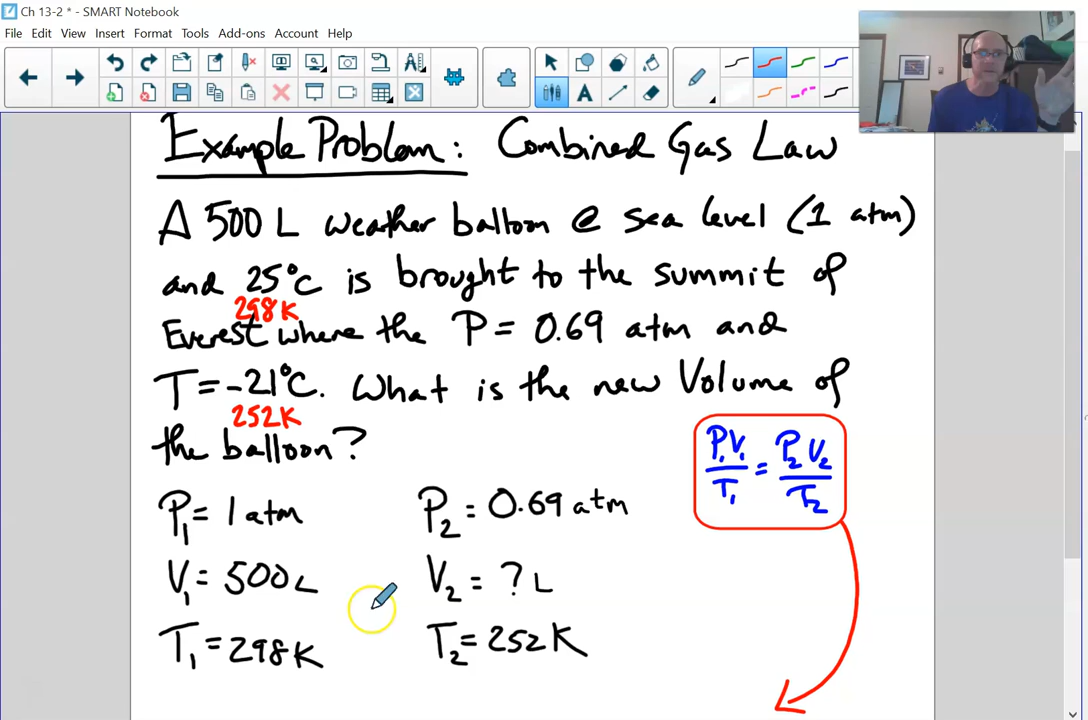 Ch 13-2 * - SMART Notebook
File Edit View Insert Format Tools Add-ons Account Help
Example Problem: Combined Gas Law
A 500 L weather balloon @ sea level (1 atm)
and 25°C is brought to the summit of
298K
Everest where the P = 0.69 atm and
T = -21°C. What is the new Volume of
252K
the balloon?
P₁V₁/T₁ = P₂V₂/T₂
P₁ = 1 atm P₂ = 0.69 atm
V₁ = 500 L V₂ = ? L
T₁ = 298K T₂ = 252 K